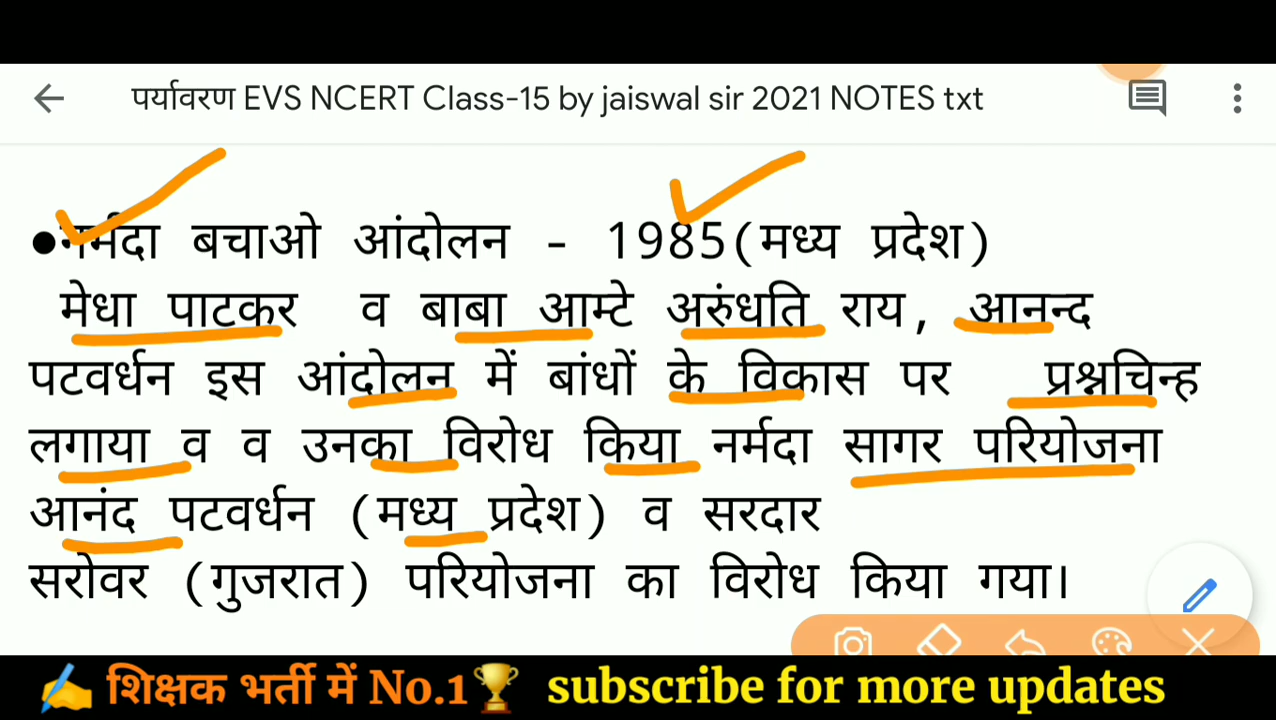 पर्यावरण EVS NCERT Class-15 by jaiswal sir 2021 NOTES txt
●नर्मदा बचाओ आंदोलन - 1985(मध्य प्रदेश)
मेधा पाटकर व बाबा आम्टे अरुंधति राय, आनन्द
पटवर्धन इस आंदोलन में बांधों के विकास पर प्रश्नचिन्ह
लगाया व व उनका विरोध किया नर्मदा सागर परियोजना
आनंद पटवर्धन (मध्य प्रदेश) व सरदार
सरोवर (गुजरात) परियोजना का विरोध किया गया।
✍️ शिक्षक भर्ती में No.1🏆 subscribe for more updates